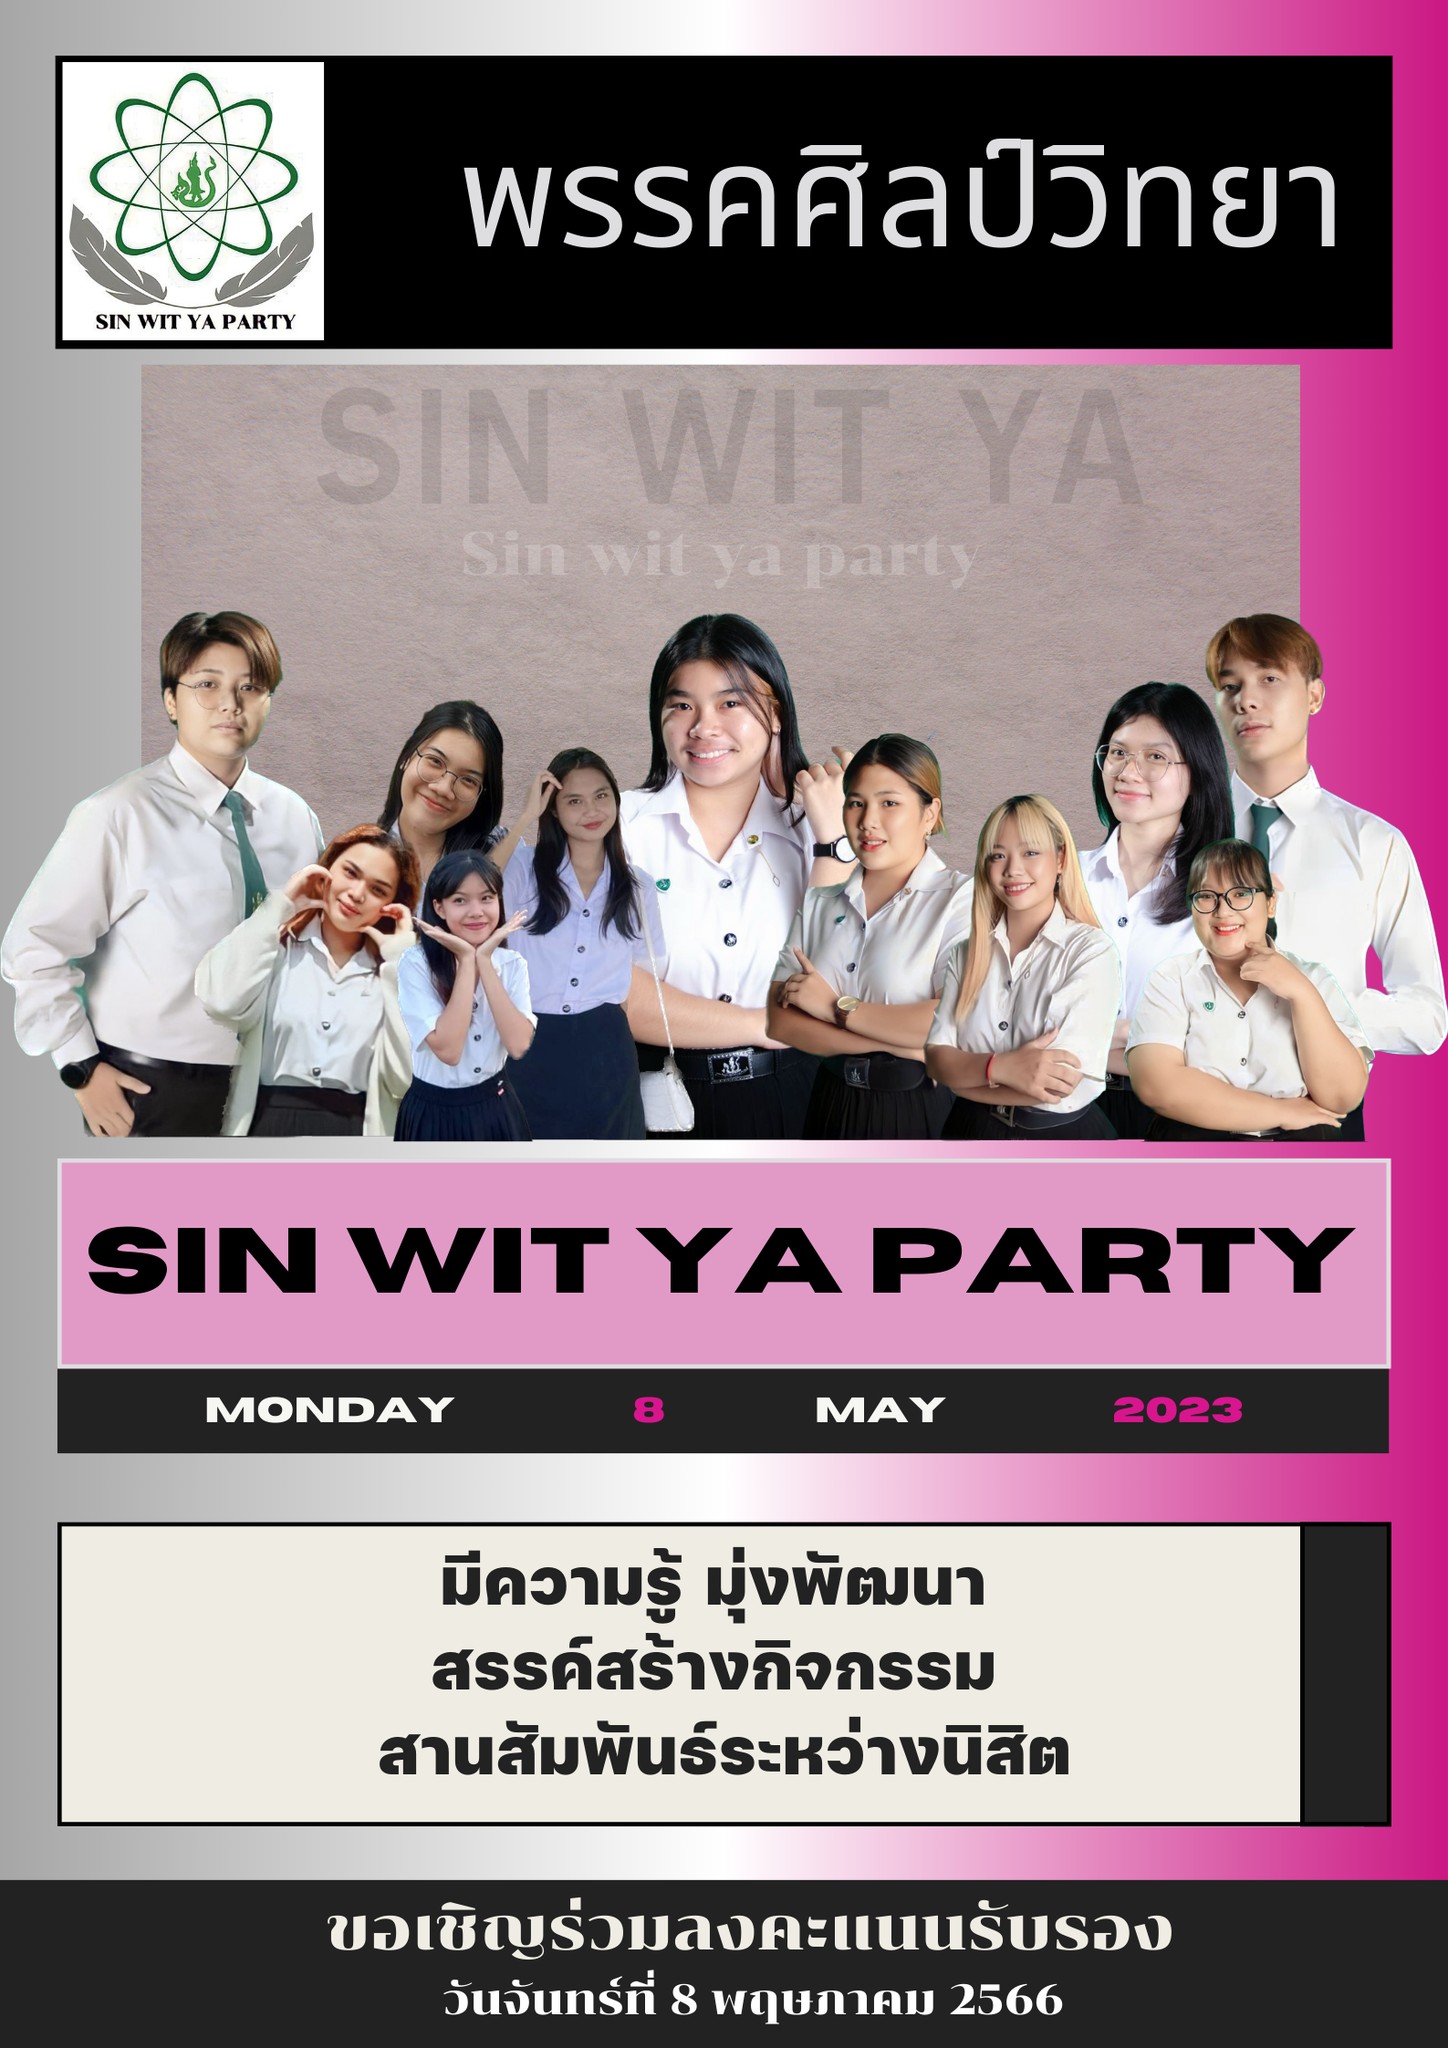 พรรคศิลป์วิทยา
SIN WIT YA PARTY
SIN WIT YA
Sin wit ya party
SIN WIT YA PARTY
MONDAY 8 MAY 2023
มีความรู้ มุ่งพัฒนา
สรรค์สร้างกิจกรรม
สานสัมพันธ์ระหว่างนิสิต
ขอเชิญร่วมลงคะแนนรับรอง
วันจันทร์ที่ 8 พฤษภาคม 2566